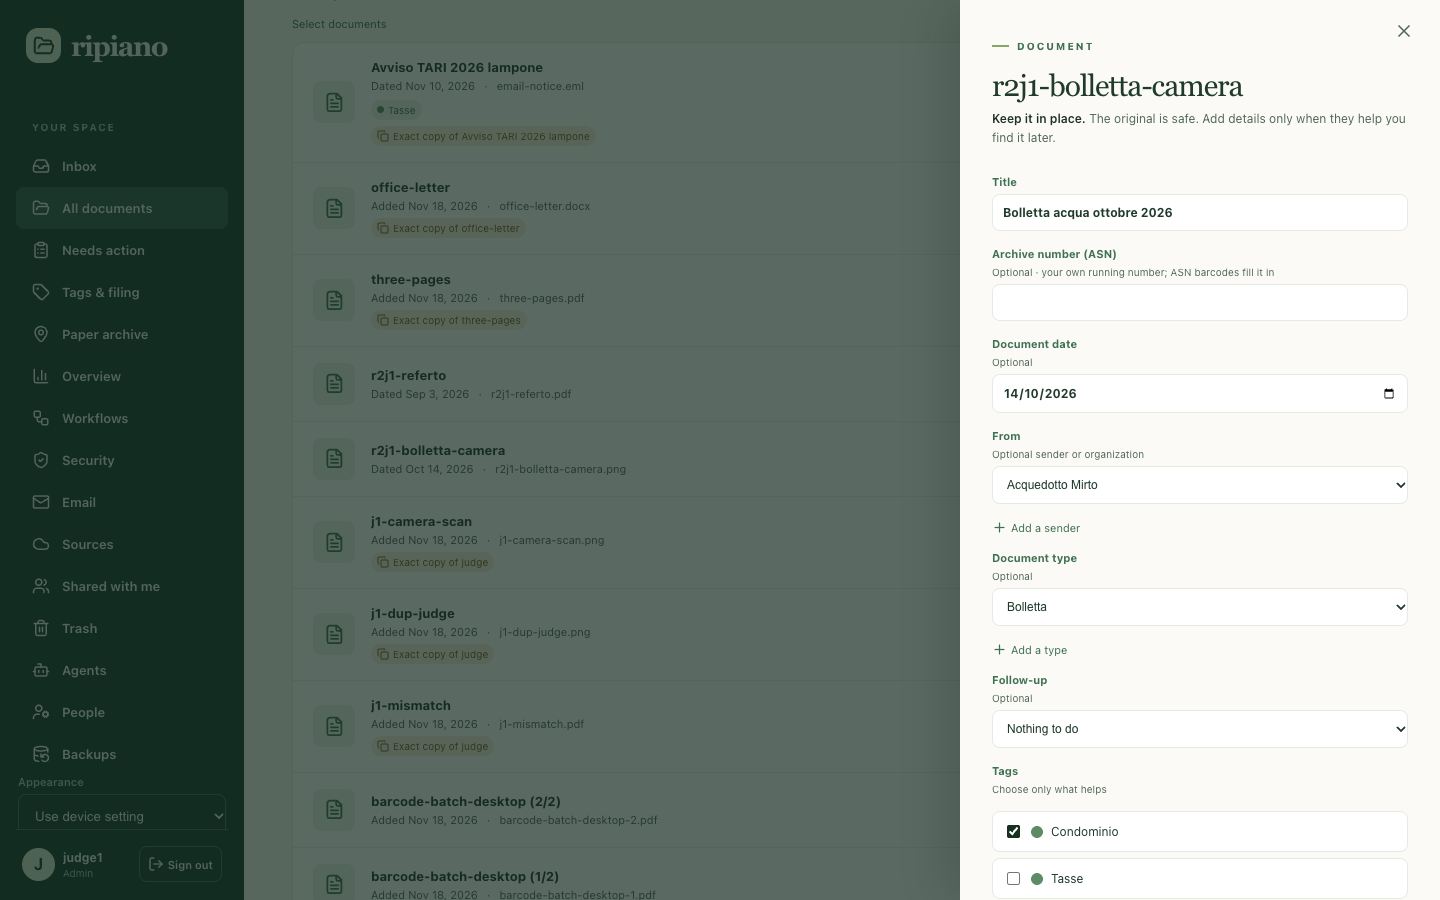 ripiano
YOUR SPACE
Inbox
All documents
Needs action
Tags & filing
Paper archive
Overview
Workflows
Security
Email
Sources
Shared with me
Trash
Agents
People
Backups
Appearance
Use device setting
J
judge1
Admin
Sign out
Select documents
Avviso TARI 2026 lampone
Dated Nov 10, 2026 · email-notice.eml
Tasse
Exact copy of Avviso TARI 2026 lampone
office-letter
Added Nov 18, 2026 · office-letter.docx
Exact copy of office-letter
three-pages
Added Nov 18, 2026 · three-pages.pdf
Exact copy of three-pages
r2j1-referto
Dated Sep 3, 2026 · r2j1-referto.pdf
r2j1-bolletta-camera
Dated Oct 14, 2026 · r2j1-bolletta-camera.png
j1-camera-scan
Added Nov 18, 2026 · j1-camera-scan.png
Exact copy of judge
j1-dup-judge
Added Nov 18, 2026 · j1-dup-judge.png
Exact copy of judge
j1-mismatch
Added Nov 18, 2026 · j1-mismatch.pdf
Exact copy of judge
barcode-batch-desktop (2/2)
Added Nov 18, 2026 · barcode-batch-desktop-2.pdf
barcode-batch-desktop (1/2)
Added Nov 18, 2026 · barcode-batch-desktop-1.pdf
DOCUMENT
r2j1-bolletta-camera
Keep it in place. The original is safe. Add details only when they help you
find it later.
Title
Bolletta acqua ottobre 2026
Archive number (ASN)
Optional · your own running number; ASN barcodes fill it in
Document date
Optional
14/10/2026
From
Optional sender or organization
Acquedotto Mirto
Add a sender
Document type
Optional
Bolletta
Add a type
Follow-up
Optional
Nothing to do
Tags
Choose only what helps
Condominio
Tasse